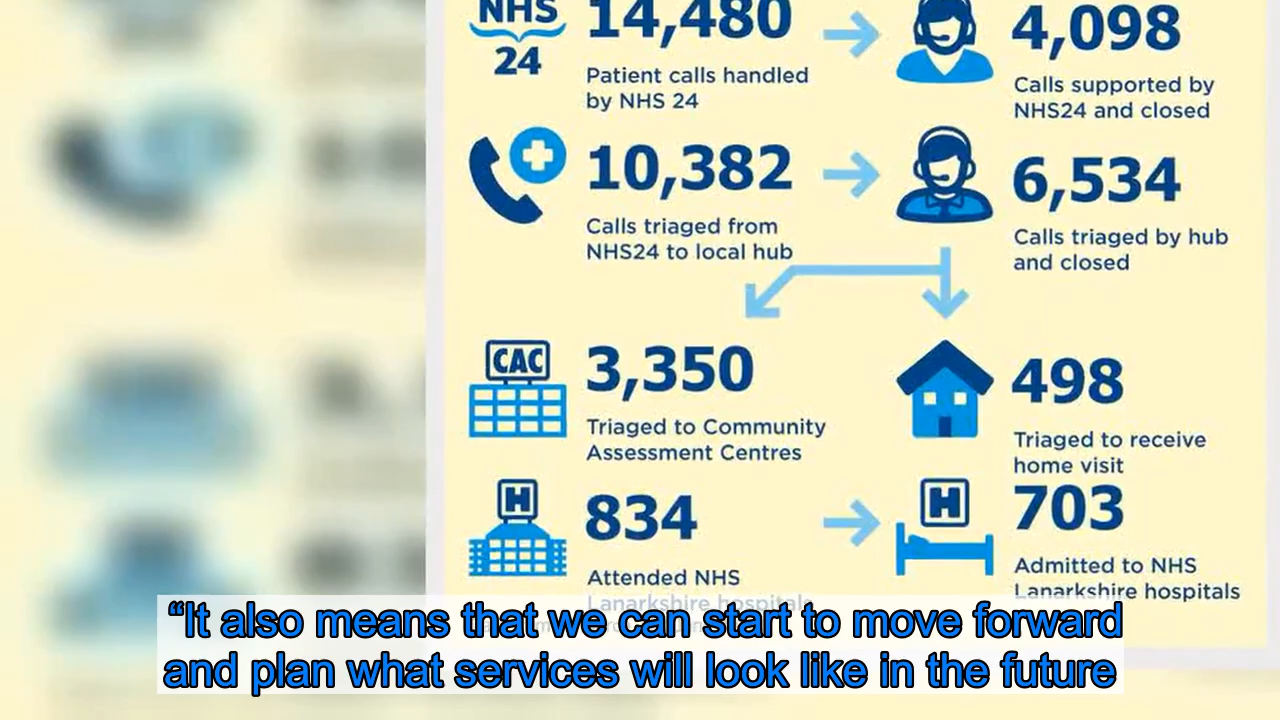 NHS
24
14,480
Patient calls handled
by NHS 24
4,098
Calls supported by
NHS24 and closed
10,382
Calls triaged from
NHS24 to local hub
6,534
Calls triaged by hub
and closed
CAC
3,350
Triaged to Community
Assessment Centres
498
Triaged to receive
home visit
H
834
Attended NHS
Lanarkshire hospitals
H
703
Admitted to NHS
Lanarkshire hospitals
“It also means that we can start to move forward
and plan what services will look like in the future